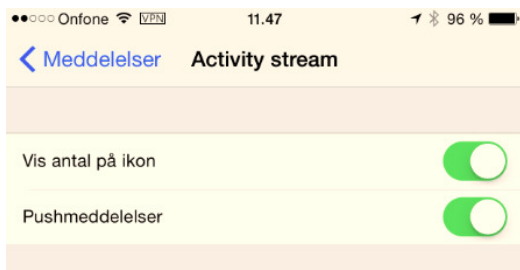 Onfone VPN 11.47 96 %
Meddelelser Activity stream
Vis antal på ikon
Pushmeddelelser